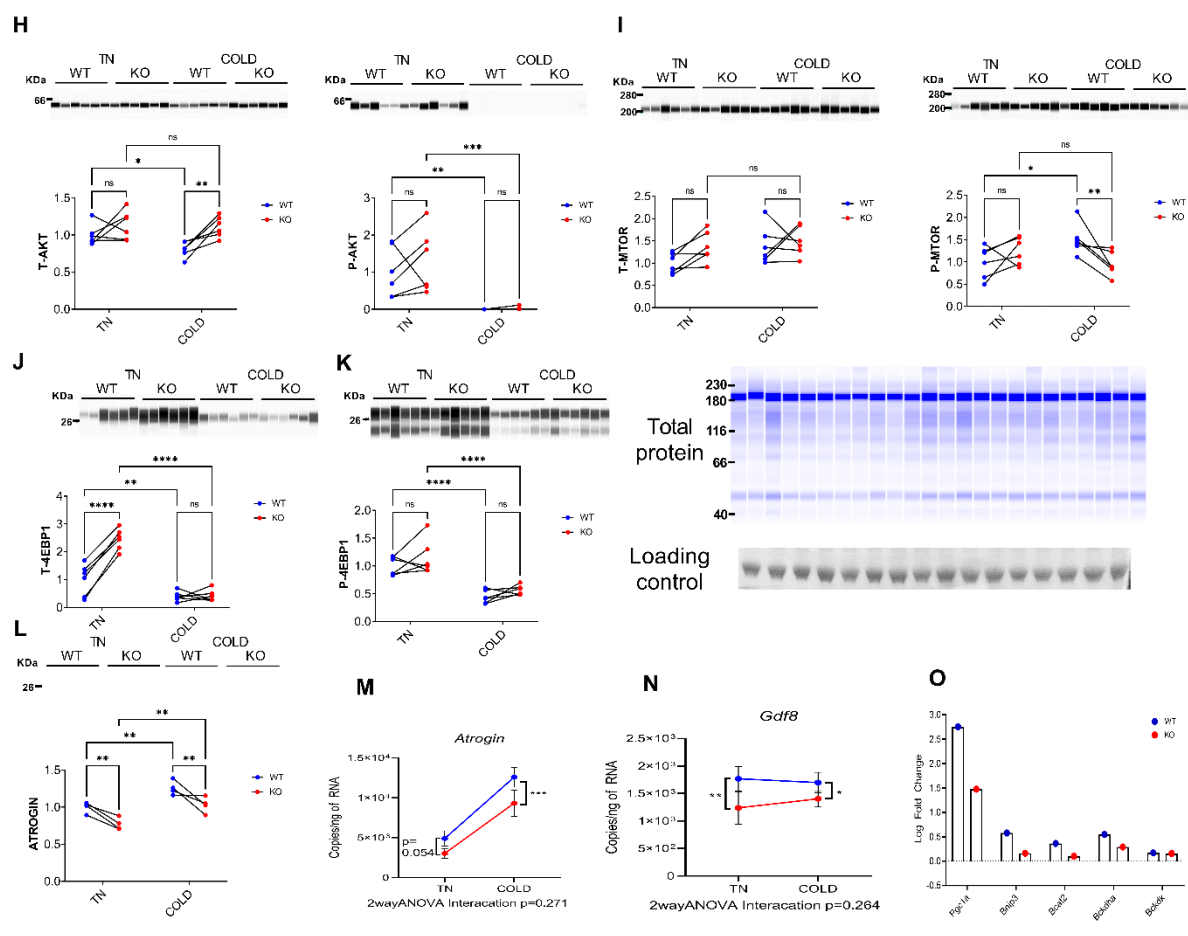 H
TN COLD
WT KO WT KO
KDa
66
ns
*
ns
**
1.5
1.0
0.5
0.0
T-AKT
WT
KO
TN
COLD
TN COLD
WT KO WT KO
KDa
66
***
**
ns
ns
3
2
1
0
P-AKT
WT
KO
TN
COLD
I
TN COLD
WT KO WT KO
KDa
280
200
ns
ns
ns
2.5
2.0
1.5
1.0
0.5
0.0
T-MTOR
WT
KO
TN
COLD
COLD
TN
WT KO WT KO
KDa
280
200
ns
*
ns
**
2.5
2.0
1.5
1.0
0.5
0.0
P-MTOR
WT
KO
TN
COLD
J
TN COLD
WT KO WT KO
KDa
26
****
**
****
ns
4
3
2
1
0
T-4EBP1
WT
KO
TN
COLD
K
TN COLD
WT KO WT KO
KDa
26
****
****
ns
ns
2.0
1.5
1.0
0.5
0.0
P-4EBP1
WT
KO
TN
COLD
230
180
116
66
40
Total
protein
Loading
control
L
TN COLD
WT KO WT KO
KDa
26
**
**
**
**
2.0
1.5
1.0
0.5
0.0
ATROGIN
WT
KO
TN
COLD
M
Atrogin
1.5×10⁴
1×10⁴
5×10³
0
Copies/ng of RNA
p=
0.054
***
TN COLD
2wayANOVA Interacation p=0.271
N
Gdf8
2.5×10³
2×10³
1.5×10³
1×10³
5×10²
0
Copies/ng of RNA
**
*
TN COLD
2wayANOVA Interacation p=0.264
O
3.0
2.5
2.0
1.5
1.0
0.5
0.0
-0.5
Log Fold Change
WT
KO
Pgc1a
Bnip3
Bcat2
Bckdha
Bckdk